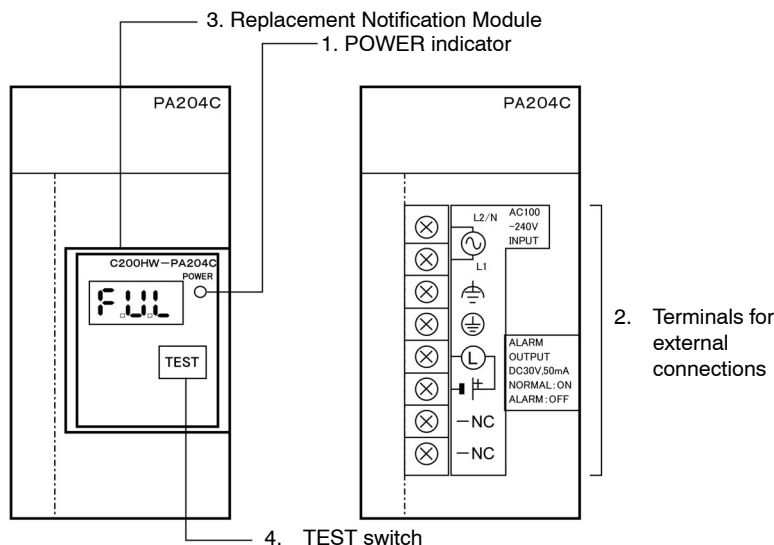 3. Replacement Notification Module
1. POWER indicator
PA204C
C200HW-PA204C
POWER
F.U.L
TEST
4. TEST switch
PA204C
L2/N
L1
AC100
-240V
INPUT
L
ALARM
OUTPUT
DC30V,50mA
NORMAL:ON
ALARM:OFF
+
NC
NC
2. Terminals for
external
connections